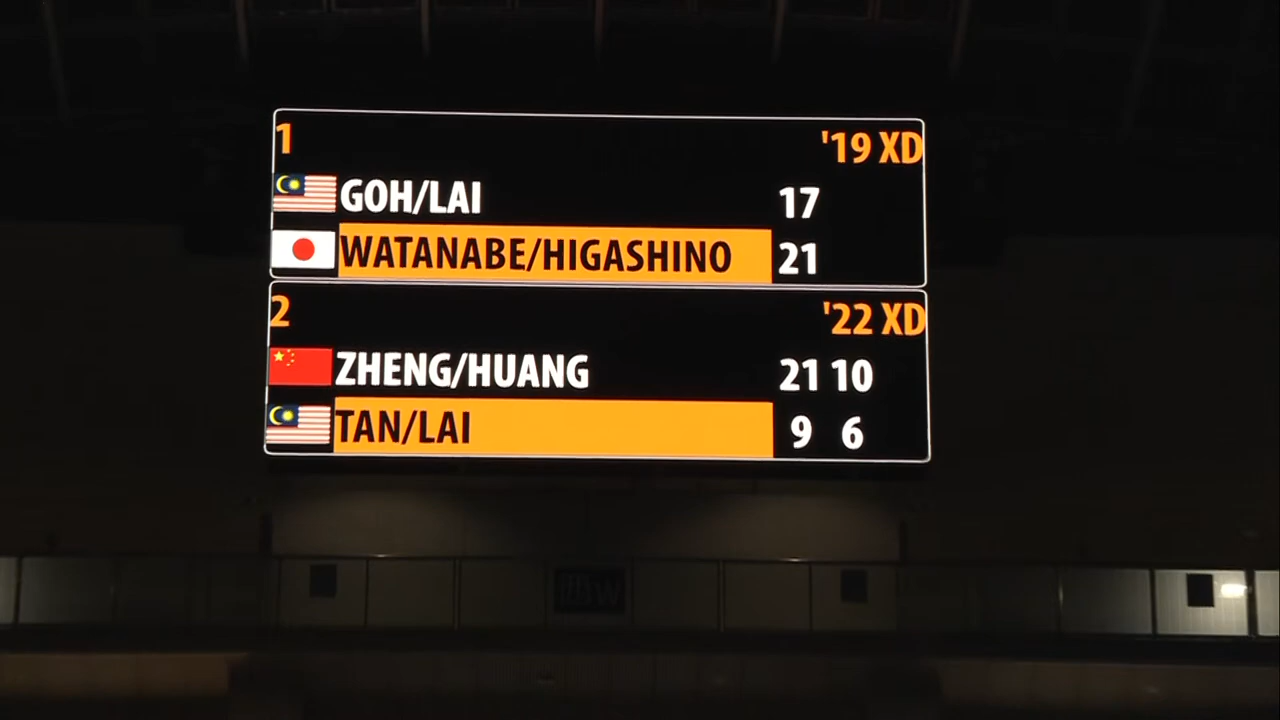 1 '19 XD
GOH/LAI 17
WATANABE/HIGASHINO 21
2 '22 XD
ZHENG/HUANG 21 10
TAN/LAI 9 6